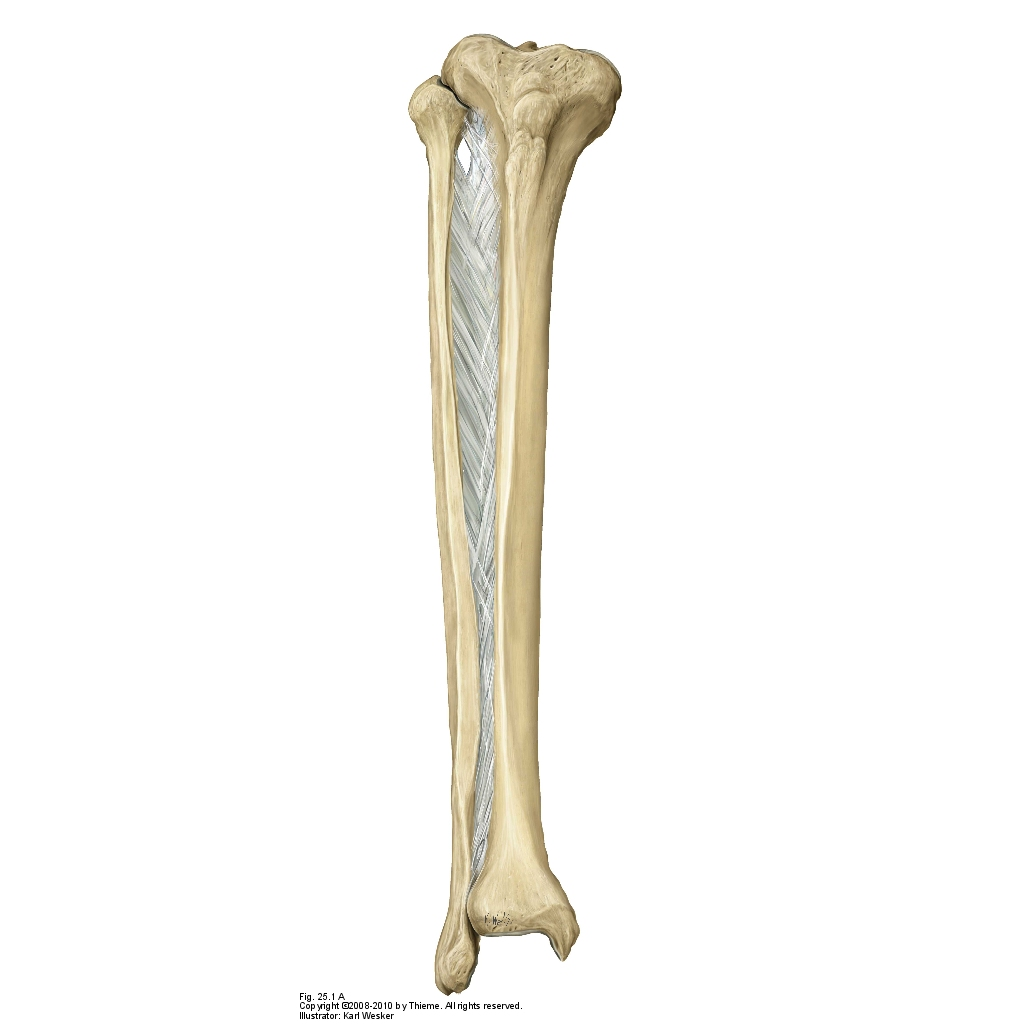 Fig. 25.1 A
Copyright ©2008-2010 by Thieme. All rights reserved.
Illustrator: Karl Wesker